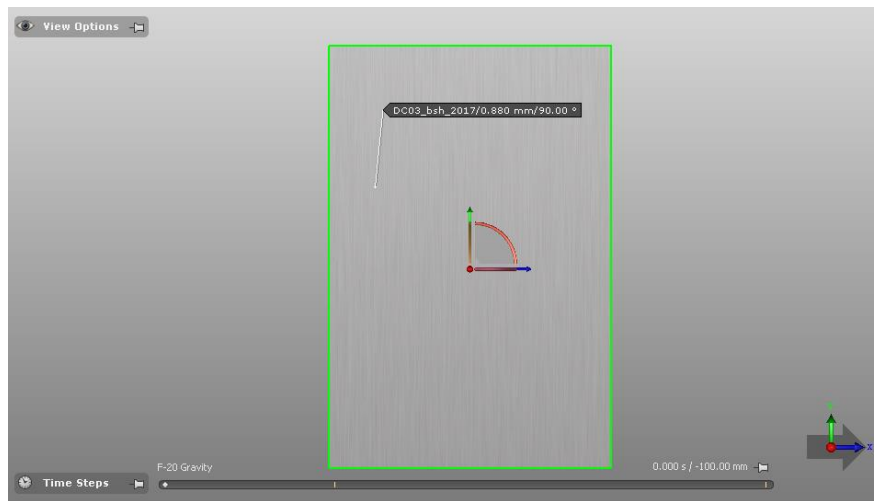 View Options
DC03_bsh_2017/0.880 mm/90.00 °
F-20 Gravity
0.000 s / -100.00 mm
Time Steps
X